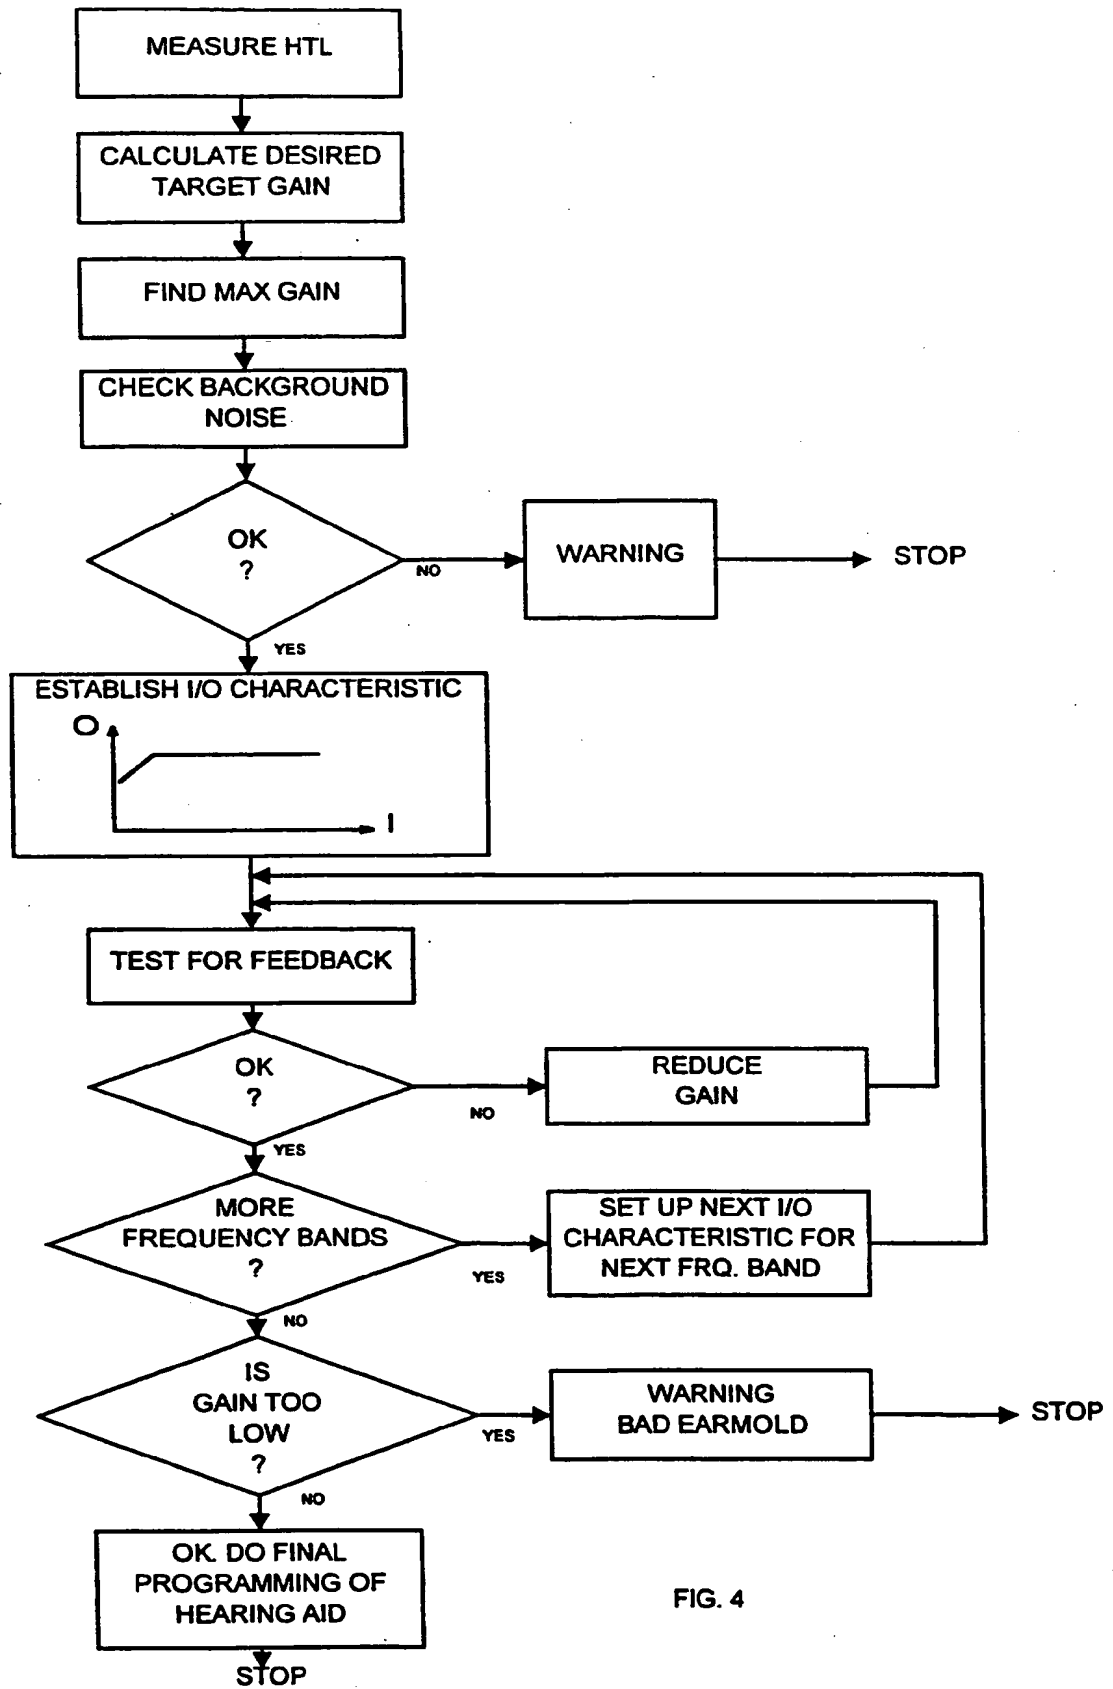 MEASURE HTL
CALCULATE DESIRED
TARGET GAIN
FIND MAX GAIN
CHECK BACKGROUND
NOISE
OK
?
NO
WARNING
STOP
YES
ESTABLISH I/O CHARACTERISTIC
O
I
TEST FOR FEEDBACK
OK
?
NO
REDUCE
GAIN
YES
MORE
FREQUENCY BANDS
?
YES
SET UP NEXT I/O
CHARACTERISTIC FOR
NEXT FRQ. BAND
NO
IS
GAIN TOO
LOW
?
YES
WARNING
BAD EARMOLD
STOP
NO
OK. DO FINAL
PROGRAMMING OF
HEARING AID
STOP
FIG. 4